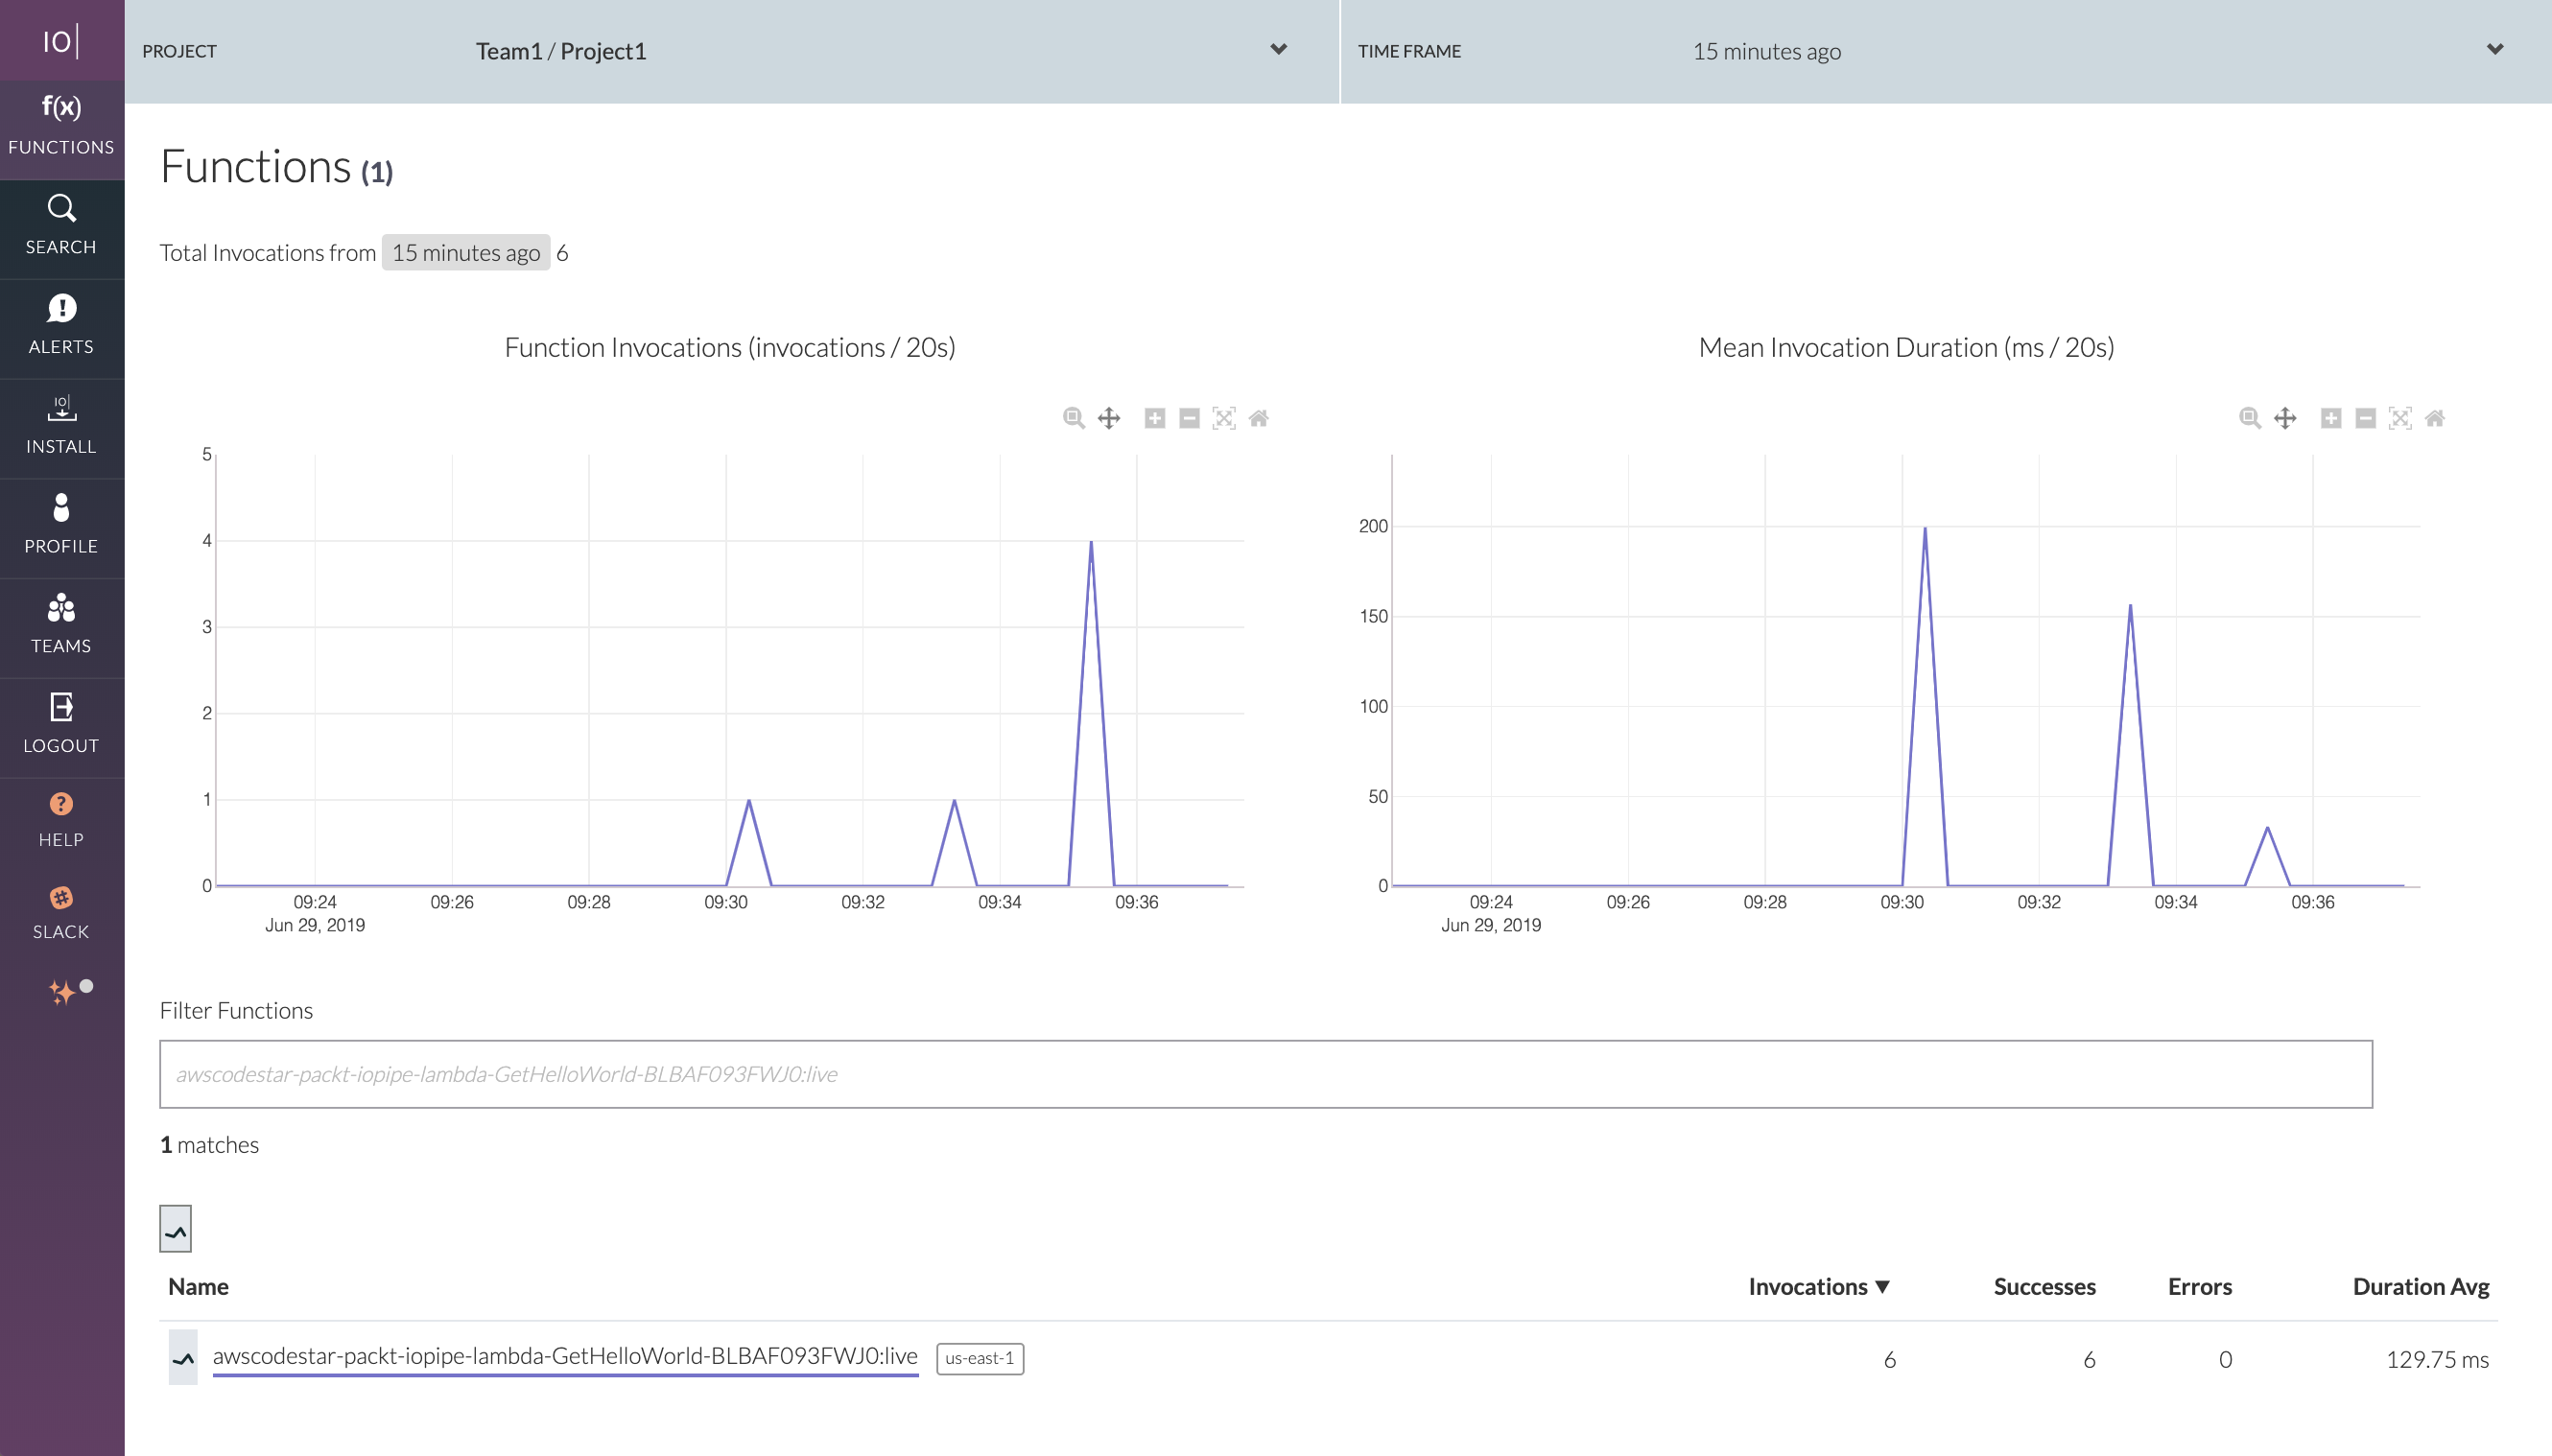 IO|
PROJECT Team1 / Project1 TIME FRAME 15 minutes ago
f(x)
FUNCTIONS
SEARCH
ALERTS
IO|
INSTALL
PROFILE
TEAMS
LOGOUT
?
HELP
SLACK
Functions (1)
Total Invocations from 15 minutes ago 6
Function Invocations (invocations / 20s)
5
4
3
2
1
0
09:24 09:26 09:28 09:30 09:32 09:34 09:36
Jun 29, 2019
Mean Invocation Duration (ms / 20s)
200
150
100
50
0
09:24 09:26 09:28 09:30 09:32 09:34 09:36
Jun 29, 2019
Filter Functions
awscodestar-packt-iopipe-lambda-GetHelloWorld-BLBAF093FWJ0:live
1 matches
Name Invocations ▼ Successes Errors Duration Avg
awscodestar-packt-iopipe-lambda-GetHelloWorld-BLBAF093FWJ0:live us-east-1 6 6 0 129.75 ms